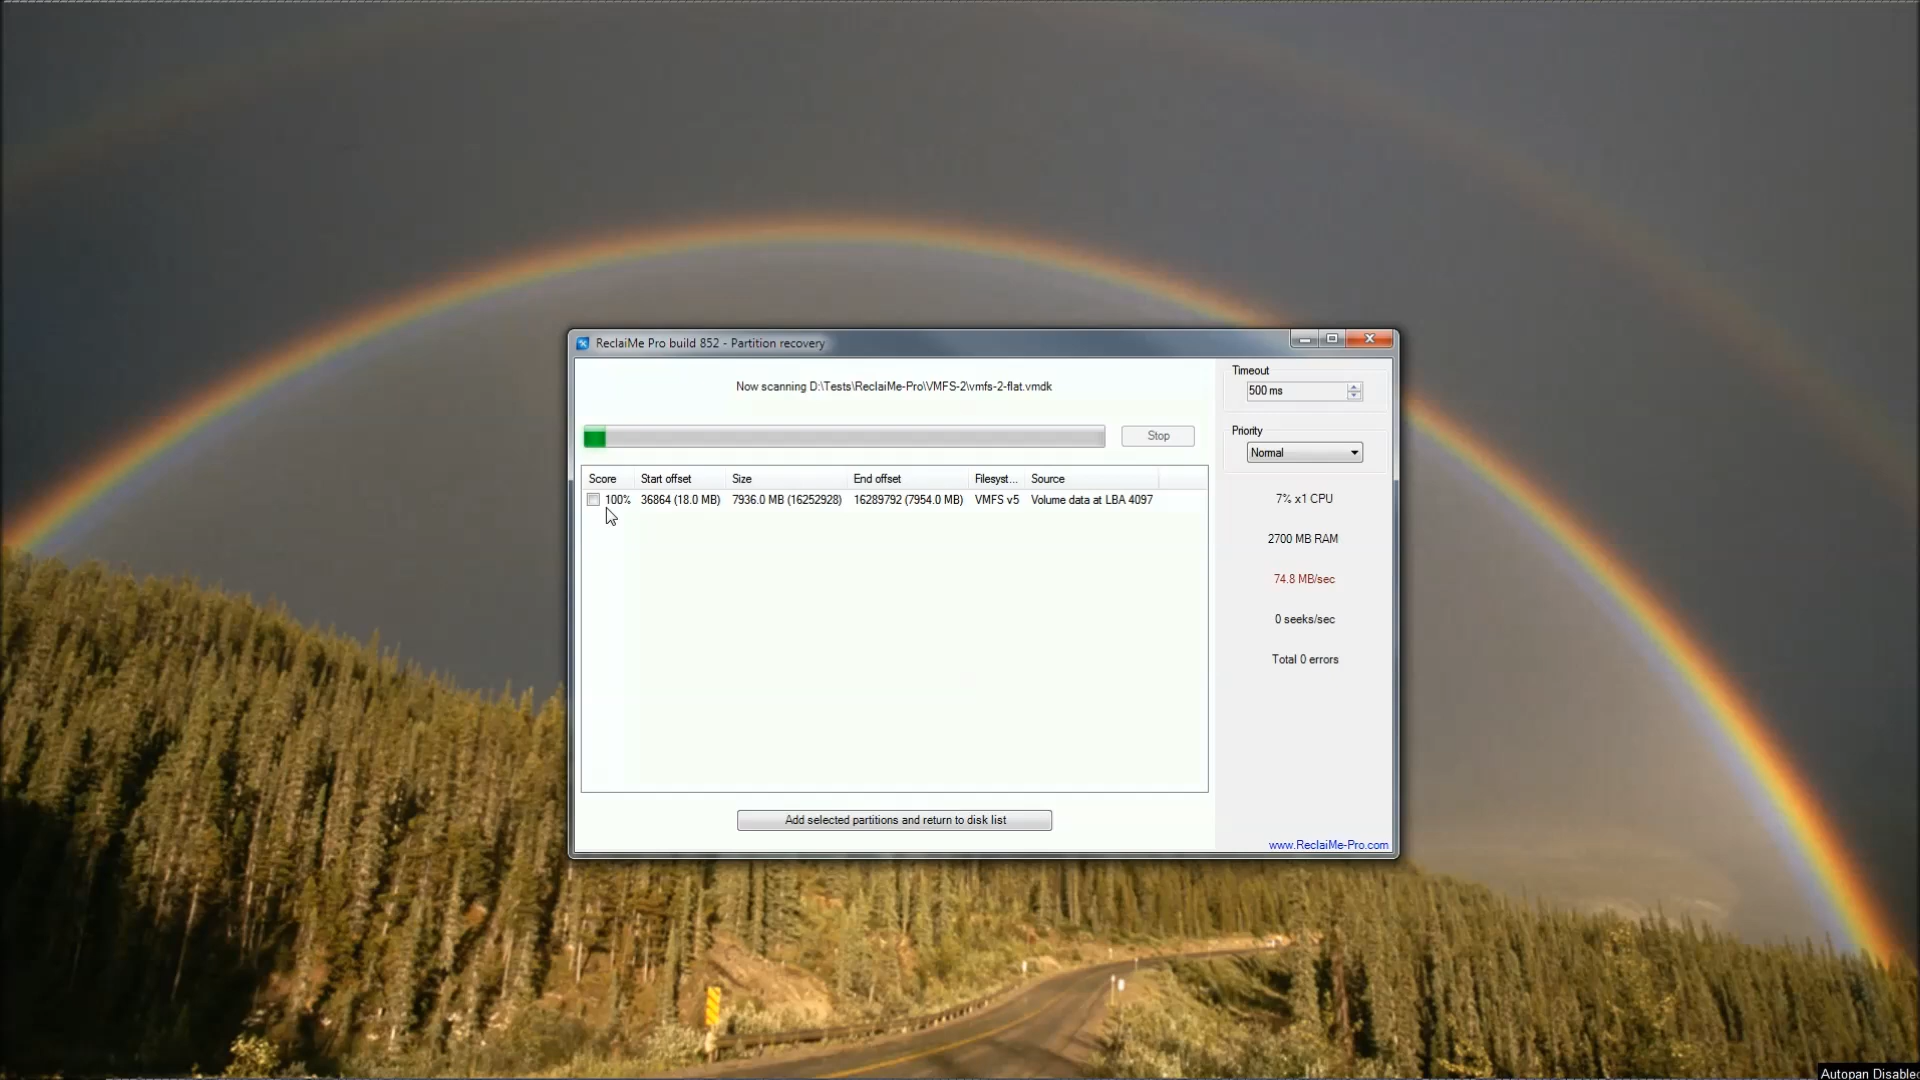 ReclaiMe Pro build 852 - Partition recovery
Now scanning D:\Tests\ReclaiMe-Pro\VMFS-2\vmfs-2-flat.vmdk
Stop
Score Start offset Size End offset Filesyst... Source
100% 36864 (18.0 MB) 7936.0 MB (16252928) 16289792 (7954.0 MB) VMFS v5 Volume data at LBA 4097
Add selected partitions and return to disk list
Timeout
500 ms
Priority
Normal
7% x1 CPU
2700 MB RAM
74.8 MB/sec
0 seeks/sec
Total 0 errors
www.ReclaiMe-Pro.com
Autopan Disable